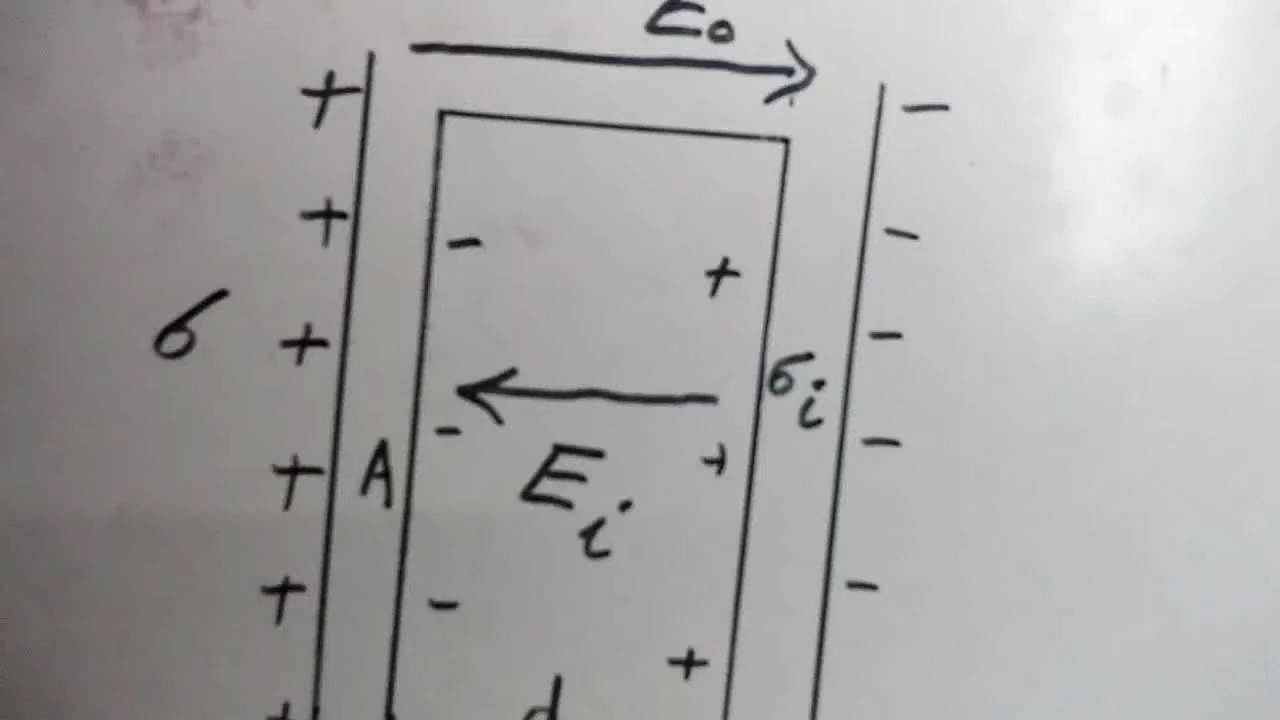 E₀
+ -
+ - -
+ -
σ + σᵢ -
- A Eᵢ + -
+ - -
+ d